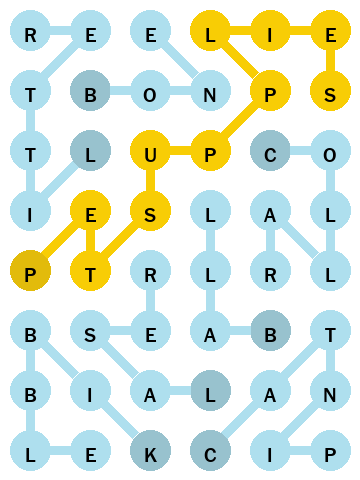 R E E L I E
T B O N P S
T L U P C O
I E S L A L
P T R L R L
B S E A B T
B I A L A N
L E K C I P